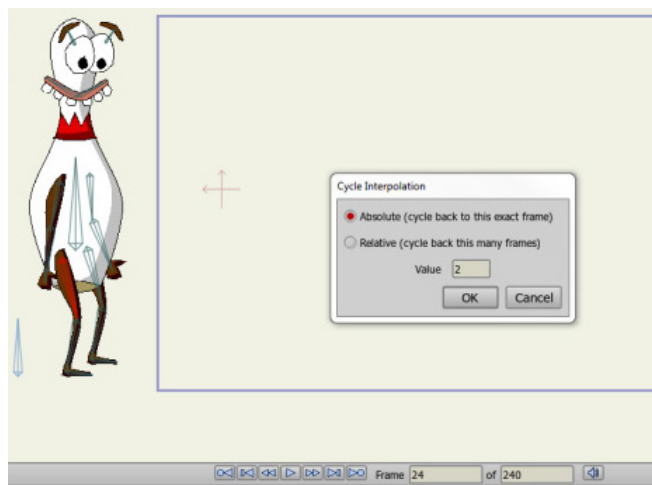 Cycle Interpolation
Absolute (cycle back to this exact frame)
Relative (cycle back this many frames)
Value 2
OK Cancel
Frame 24 of 240